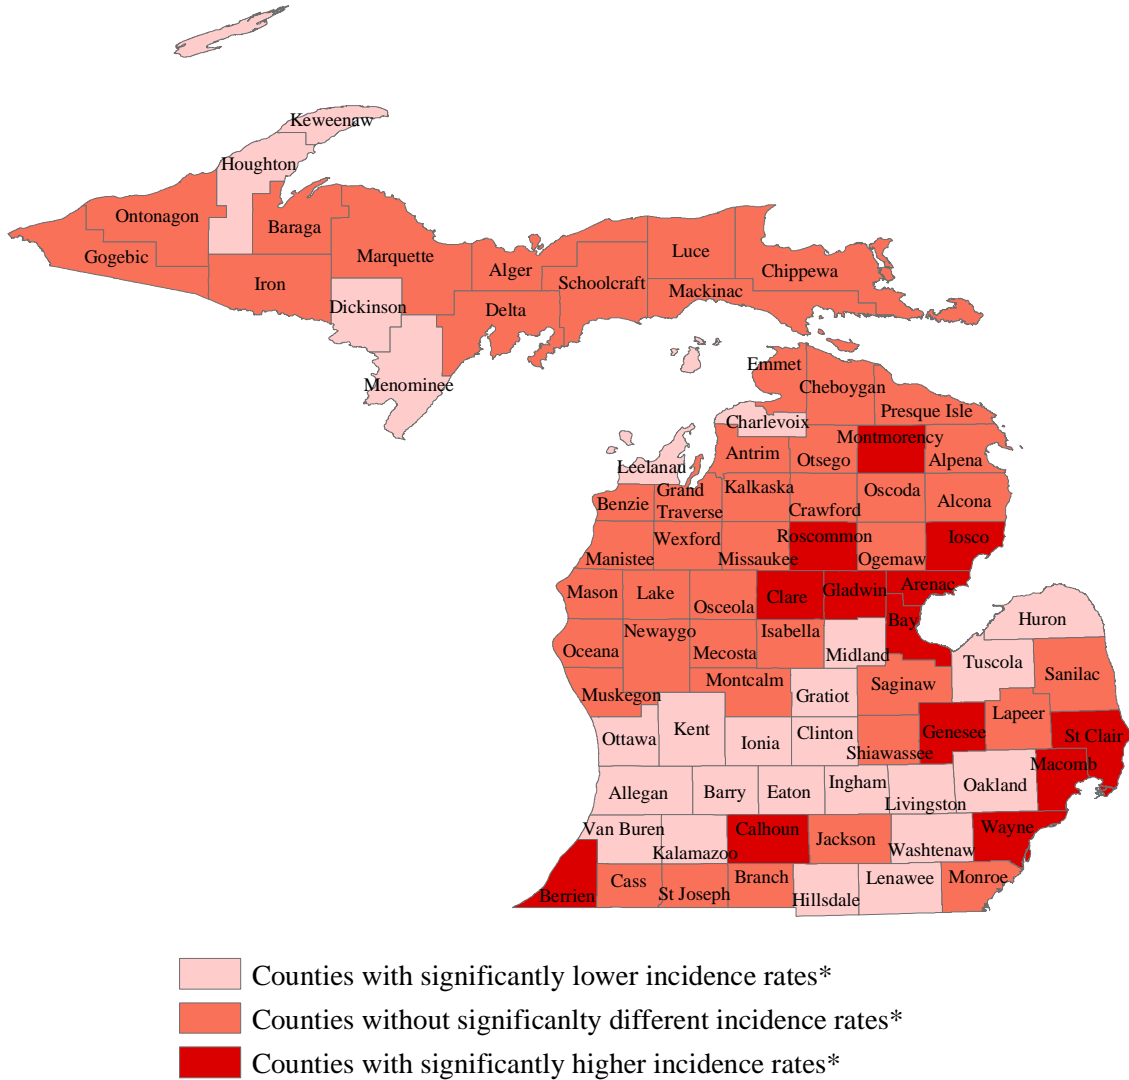 Keweenaw
Houghton
Ontonagon
Baraga
Gogebic
Marquette
Iron
Alger
Luce
Chippewa
Schoolcraft
Mackinac
Dickinson
Delta
Menominee
Emmet
Cheboygan
Presque Isle
Charlevoix
Montmorency
Antrim
Otsego
Alpena
Leelanau
Kalkaska
Grand
Traverse
Benzie
Crawford
Oscoda
Alcona
Wexford
Manistee
Missaukee
Roscommon
Ogemaw
Iosco
Mason
Lake
Osceola
Clare
Gladwin
Arenac
Bay
Huron
Oceana
Newaygo
Mecosta
Isabella
Midland
Tuscola
Sanilac
Muskegon
Montcalm
Gratiot
Saginaw
Lapeer
Ottawa
Kent
Ionia
Clinton
Shiawassee
Genesee
St Clair
Macomb
Allegan
Barry
Eaton
Ingham
Livingston
Oakland
Van Buren
Kalamazoo
Calhoun
Jackson
Washtenaw
Wayne
Berrien
Cass
St Joseph
Branch
Hillsdale
Lenawee
Monroe
Counties with significantly lower incidence rates*
Counties without significanlty different incidence rates*
Counties with significantly higher incidence rates*